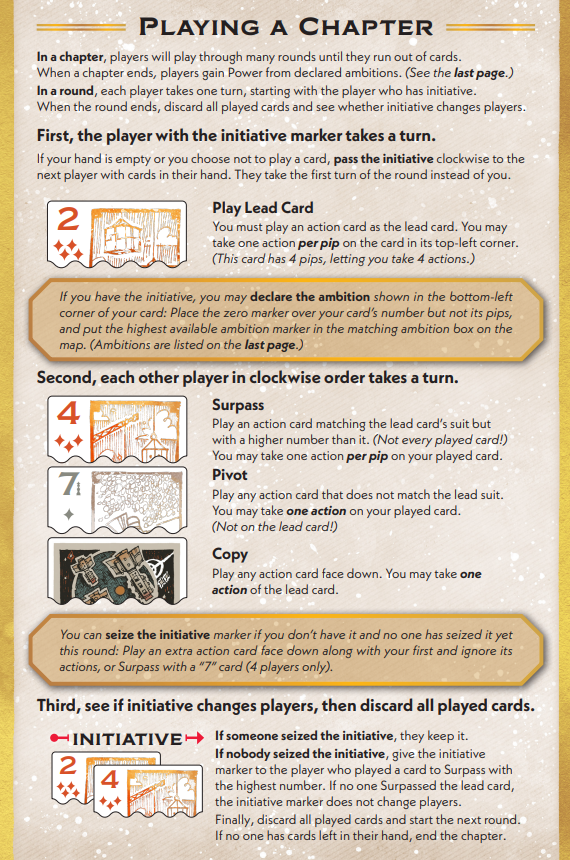 PLAYING A CHAPTER
In a chapter, players will play through many rounds until they run out of cards.
When a chapter ends, players gain Power from declared ambitions. (See the last page.)
In a round, each player takes one turn, starting with the player who has initiative.
When the round ends, discard all played cards and see whether initiative changes players.
First, the player with the initiative marker takes a turn.
If your hand is empty or you choose not to play a card, pass the initiative clockwise to the
next player with cards in their hand. They take the first turn of the round instead of you.
2
Play Lead Card
You must play an action card as the lead card. You may
take one action per pip on the card in its top-left corner.
(This card has 4 pips, letting you take 4 actions.)
If you have the initiative, you may declare the ambition shown in the bottom-left
corner of your card: Place the zero marker over your card's number but not its pips,
and put the highest available ambition marker in the matching ambition box on the
map. (Ambitions are listed on the last page.)
Second, each other player in clockwise order takes a turn.
4
Surpass
Play an action card matching the lead card's suit but
with a higher number than it. (Not every played card!)
You may take one action per pip on your played card.
7
Pivot
Play any action card that does not match the lead suit.
You may take one action on your played card.
(Not on the lead card!)
Copy
Play any action card face down. You may take one
action of the lead card.
You can seize the initiative marker if you don't have it and no one has seized it yet
this round: Play an extra action card face down along with your first and ignore its
actions, or Surpass with a "7" card (4 players only).
Third, see if initiative changes players, then discard all played cards.
INITIATIVE
2
4
If someone seized the initiative, they keep it.
If nobody seized the initiative, give the initiative
marker to the player who played a card to Surpass with
the highest number. If no one Surpassed the lead card,
the initiative marker does not change players.
Finally, discard all played cards and start the next round.
If no one has cards left in their hand, end the chapter.